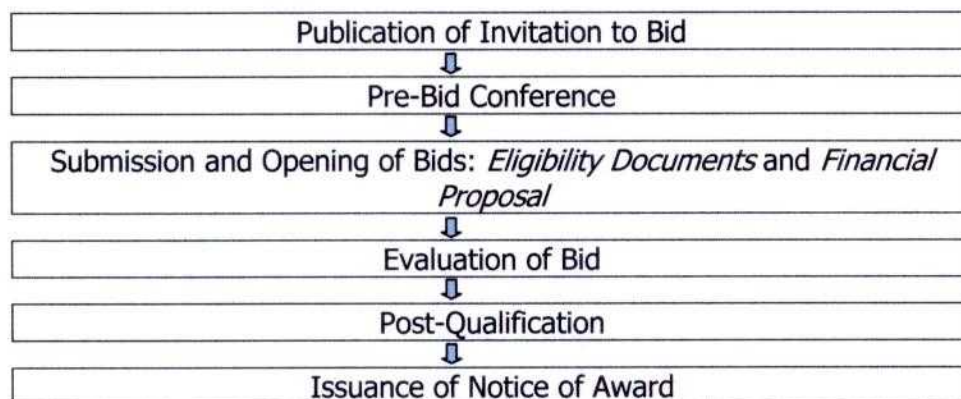 Publication of Invitation to Bid
Pre-Bid Conference
Submission and Opening of Bids: Eligibility Documents and Financial
Proposal
Evaluation of Bid
Post-Qualification
Issuance of Notice of Award